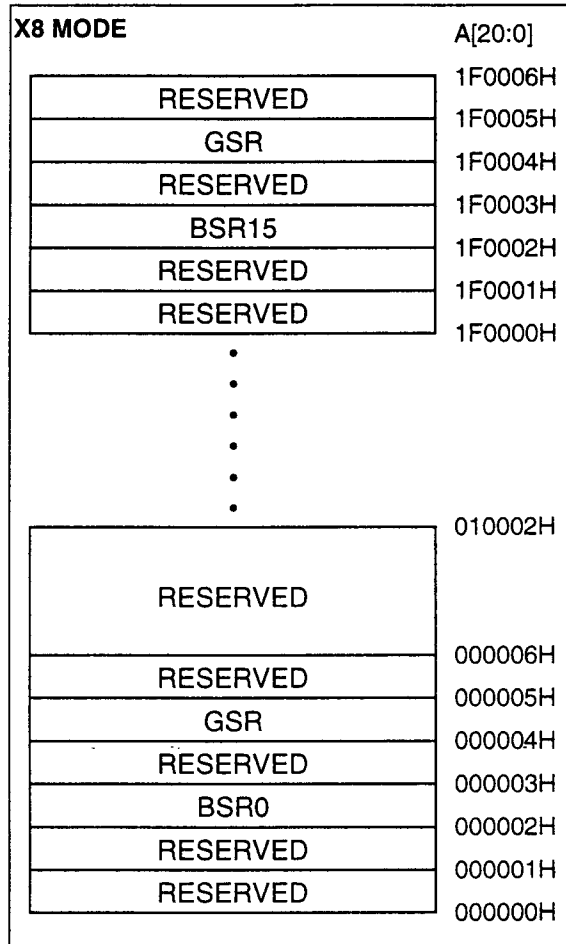 X8 MODE A[20:0]
1F0006H
RESERVED
1F0005H
GSR
1F0004H
RESERVED
1F0003H
BSR15
1F0002H
RESERVED
1F0001H
RESERVED
1F0000H
010002H
RESERVED
000006H
RESERVED
000005H
GSR
000004H
RESERVED
000003H
BSR0
000002H
RESERVED
000001H
RESERVED
000000H